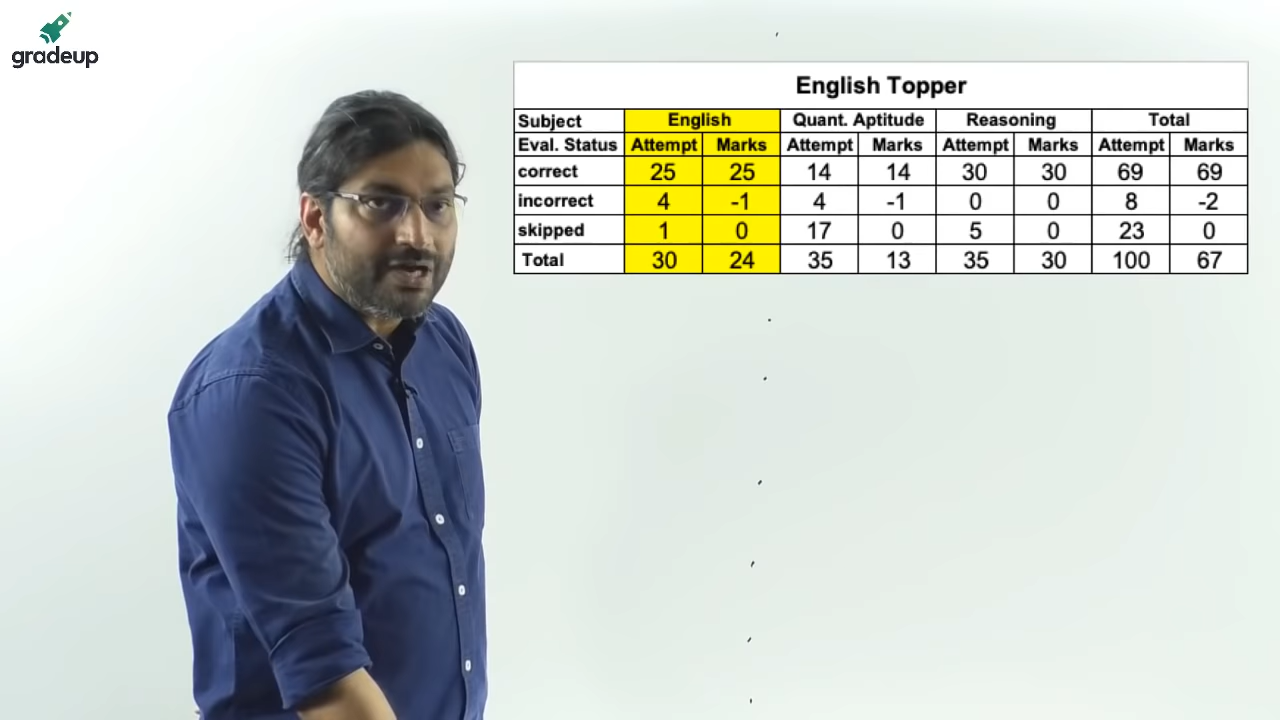 gradeup
English Topper
Subject English Quant. Aptitude Reasoning Total
Eval. Status Attempt Marks Attempt Marks Attempt Marks Attempt Marks
correct 25 25 14 14 30 30 69 69
incorrect 4 -1 4 -1 0 0 8 -2
skipped 1 0 17 0 5 0 23 0
Total 30 24 35 13 35 30 100 67